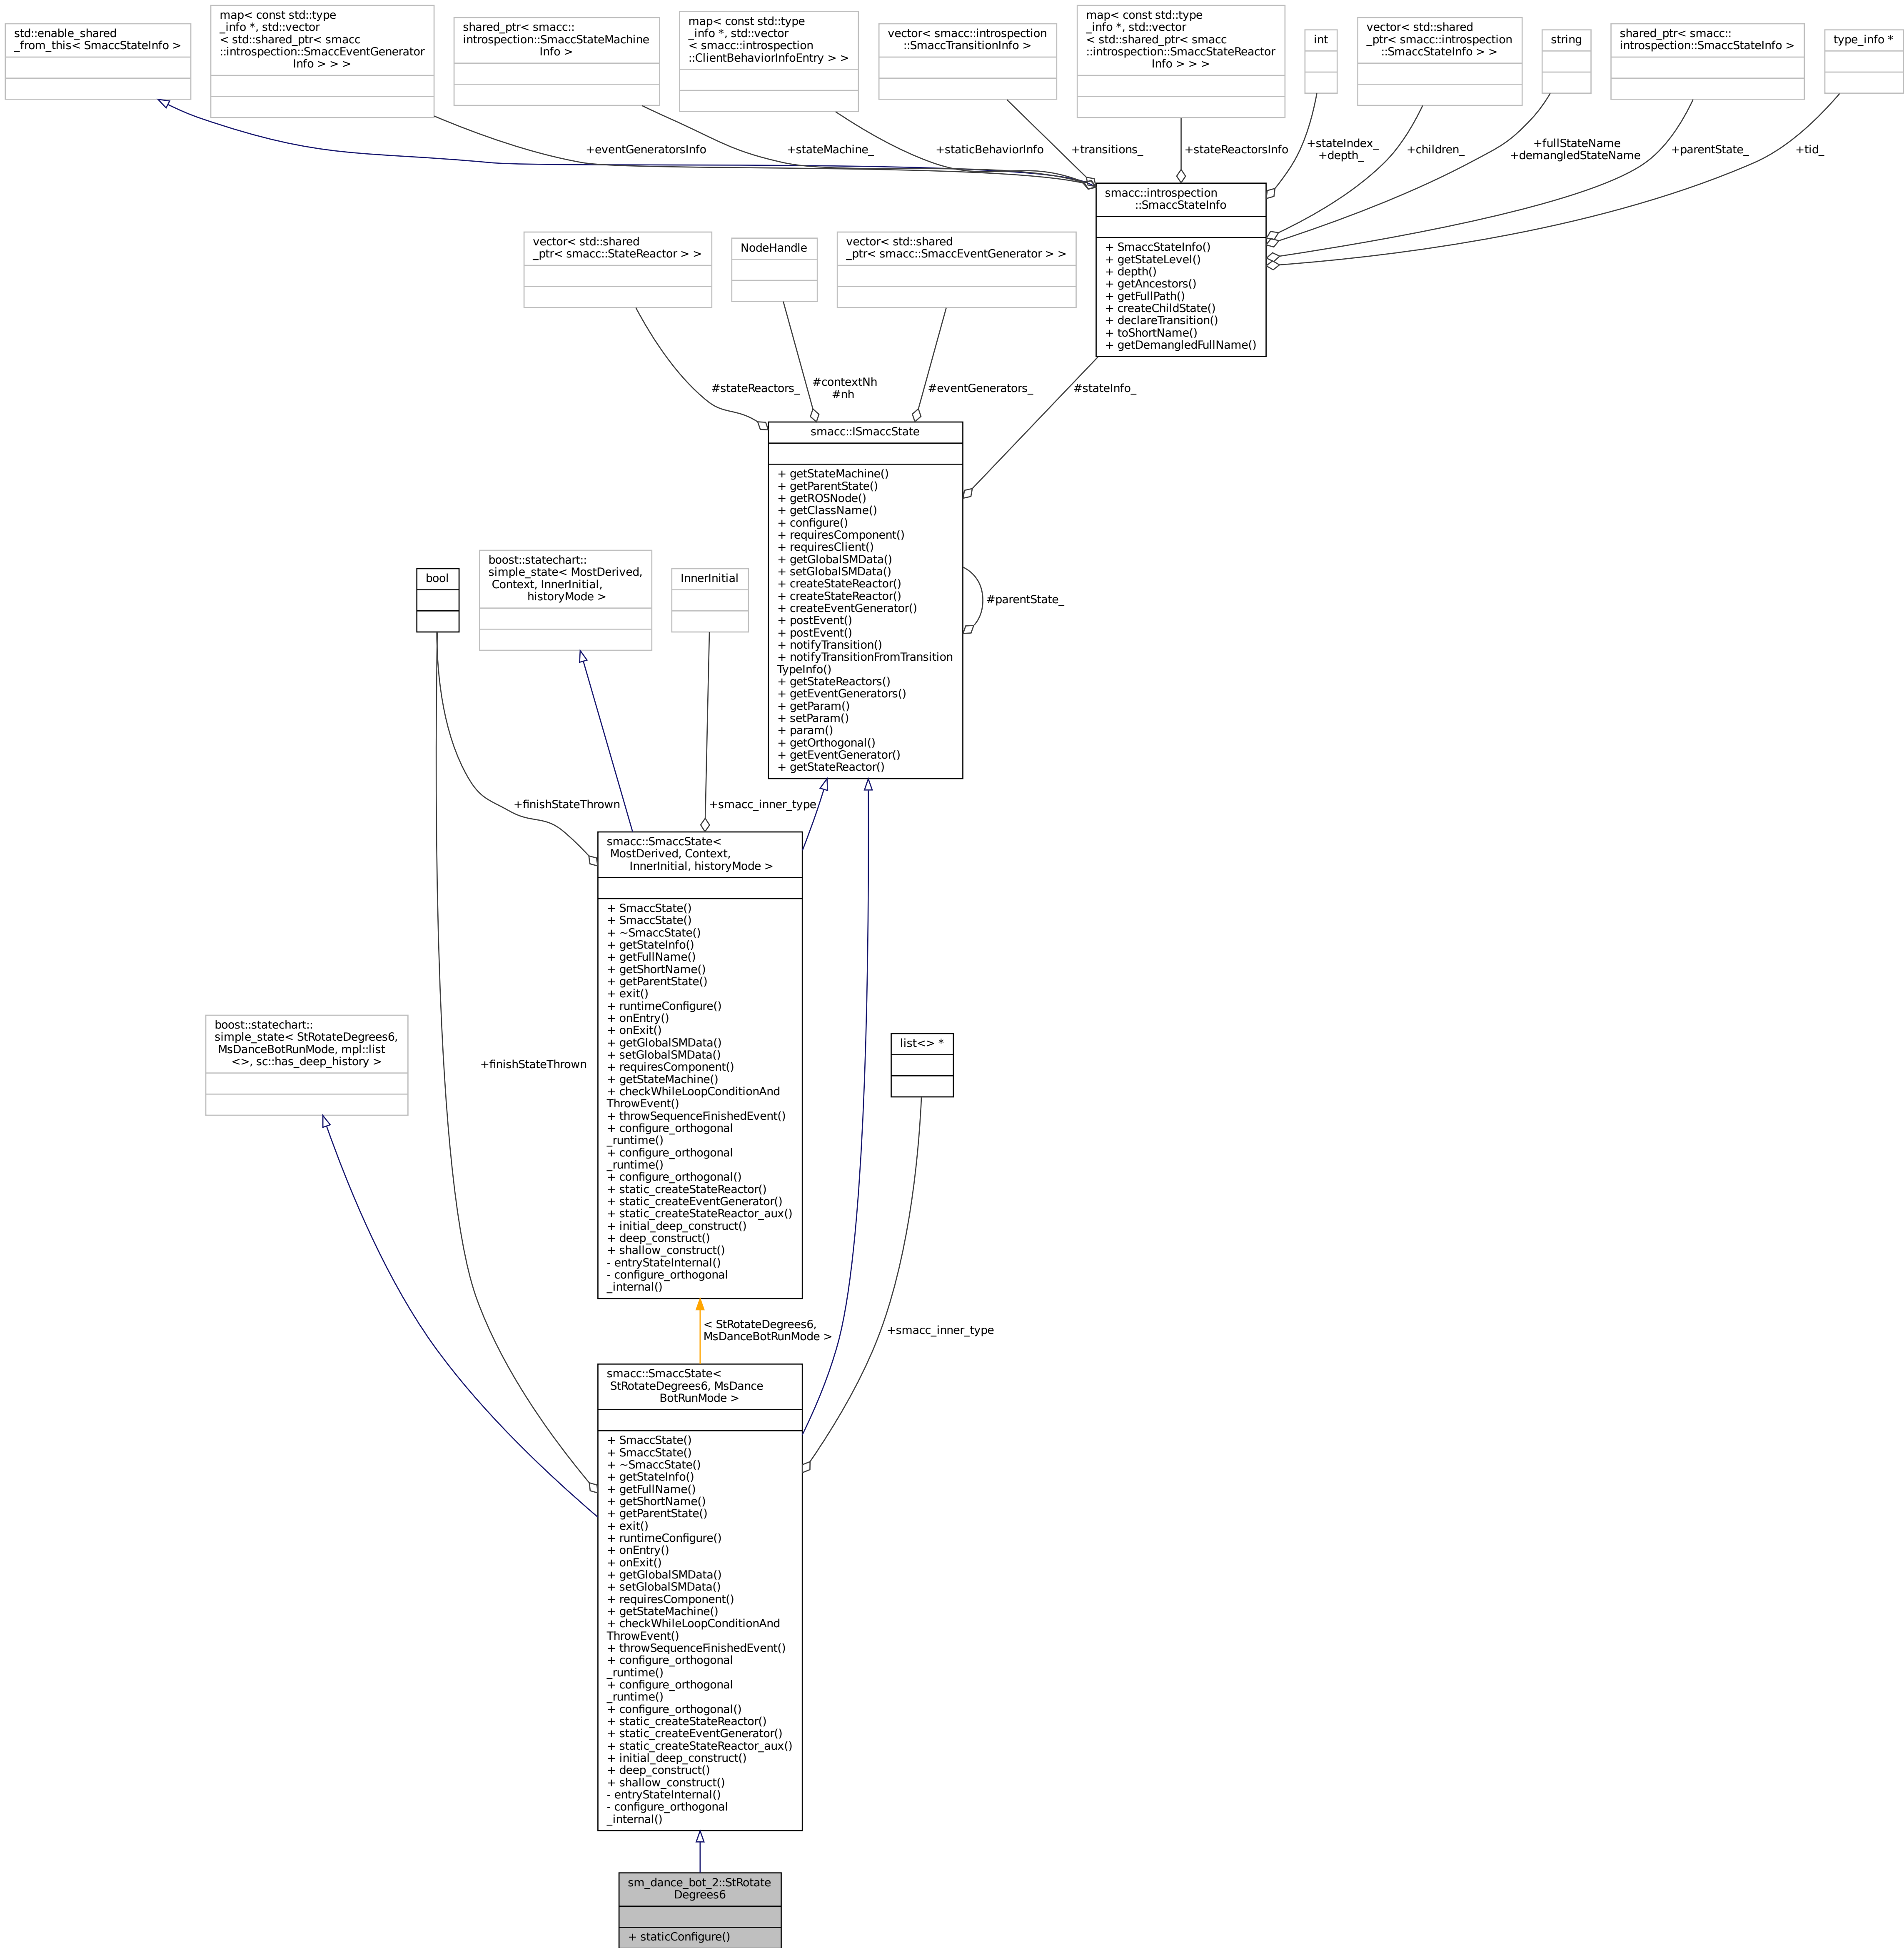 std::enable_shared
_from_this< SmaccStateInfo >
map< const std::type
_info *, std::vector
< std::shared_ptr< smacc
::introspection::SmaccEventGenerator
Info > > >
shared_ptr< smacc::
introspection::SmaccStateMachine
Info >
map< const std::type
_info *, std::vector
< smacc::introspection
::ClientBehaviorInfoEntry > >
vector< smacc::introspection
::SmaccTransitionInfo >
map< const std::type
_info *, std::vector
< std::shared_ptr< smacc
::introspection::SmaccStateReactor
Info > > >
int
vector< std::shared
_ptr< smacc::introspection
::SmaccStateInfo > >
string
shared_ptr< smacc::
introspection::SmaccStateInfo >
type_info *
+eventGeneratorsInfo
+stateMachine_
+staticBehaviorInfo
+transitions_
+stateReactorsInfo
+stateIndex_
+depth_
+children_
+fullStateName
+demangledStateName
+parentState_
+tid_
smacc::introspection
::SmaccStateInfo
+ SmaccStateInfo()
+ getStateLevel()
+ depth()
+ getAncestors()
+ getFullPath()
+ createChildState()
+ declareTransition()
+ toShortName()
+ getDemangledFullName()
vector< std::shared
_ptr< smacc::StateReactor > >
NodeHandle
vector< std::shared
_ptr< smacc::SmaccEventGenerator > >
#stateReactors_
#contextNh
#nh
#eventGenerators_
#stateInfo_
smacc::ISmaccState
+ getStateMachine()
+ getParentState()
+ getROSNode()
+ getClassName()
+ configure()
+ requiresComponent()
+ requiresClient()
+ getGlobalSMData()
+ setGlobalSMData()
+ createStateReactor()
+ createStateReactor()
+ createEventGenerator()
+ postEvent()
+ postEvent()
+ notifyTransition()
+ notifyTransitionFromTransition
TypeInfo()
+ getStateReactors()
+ getEventGenerators()
+ getParam()
+ setParam()
+ param()
+ getOrthogonal()
+ getEventGenerator()
+ getStateReactor()
#parentState_
bool
boost::statechart::
simple_state< MostDerived,
Context, InnerInitial,
historyMode >
InnerInitial
+finishStateThrown
+smacc_inner_type
smacc::SmaccState<
MostDerived, Context,
InnerInitial, historyMode >
+ SmaccState()
+ SmaccState()
+ ~SmaccState()
+ getStateInfo()
+ getFullName()
+ getShortName()
+ getParentState()
+ exit()
+ runtimeConfigure()
+ onEntry()
+ onExit()
+ getGlobalSMData()
+ setGlobalSMData()
+ requiresComponent()
+ getStateMachine()
+ checkWhileLoopConditionAnd
ThrowEvent()
+ throwSequenceFinishedEvent()
+ configure_orthogonal
_runtime()
+ configure_orthogonal
_runtime()
+ configure_orthogonal()
+ static_createStateReactor()
+ static_createEventGenerator()
+ static_createStateReactor_aux()
+ initial_deep_construct()
+ deep_construct()
+ shallow_construct()
- entryStateInternal()
- configure_orthogonal
_internal()
boost::statechart::
simple_state< StRotateDegrees6,
MsDanceBotRunMode, mpl::list
<>, sc::has_deep_history >
+finishStateThrown
list<> *
< StRotateDegrees6,
MsDanceBotRunMode >
+smacc_inner_type
smacc::SmaccState<
StRotateDegrees6, MsDance
BotRunMode >
+ SmaccState()
+ SmaccState()
+ ~SmaccState()
+ getStateInfo()
+ getFullName()
+ getShortName()
+ getParentState()
+ exit()
+ runtimeConfigure()
+ onEntry()
+ onExit()
+ getGlobalSMData()
+ setGlobalSMData()
+ requiresComponent()
+ getStateMachine()
+ checkWhileLoopConditionAnd
ThrowEvent()
+ throwSequenceFinishedEvent()
+ configure_orthogonal
_runtime()
+ configure_orthogonal
_runtime()
+ configure_orthogonal()
+ static_createStateReactor()
+ static_createEventGenerator()
+ static_createStateReactor_aux()
+ initial_deep_construct()
+ deep_construct()
+ shallow_construct()
- entryStateInternal()
- configure_orthogonal
_internal()
sm_dance_bot_2::StRotate
Degrees6
+ staticConfigure()